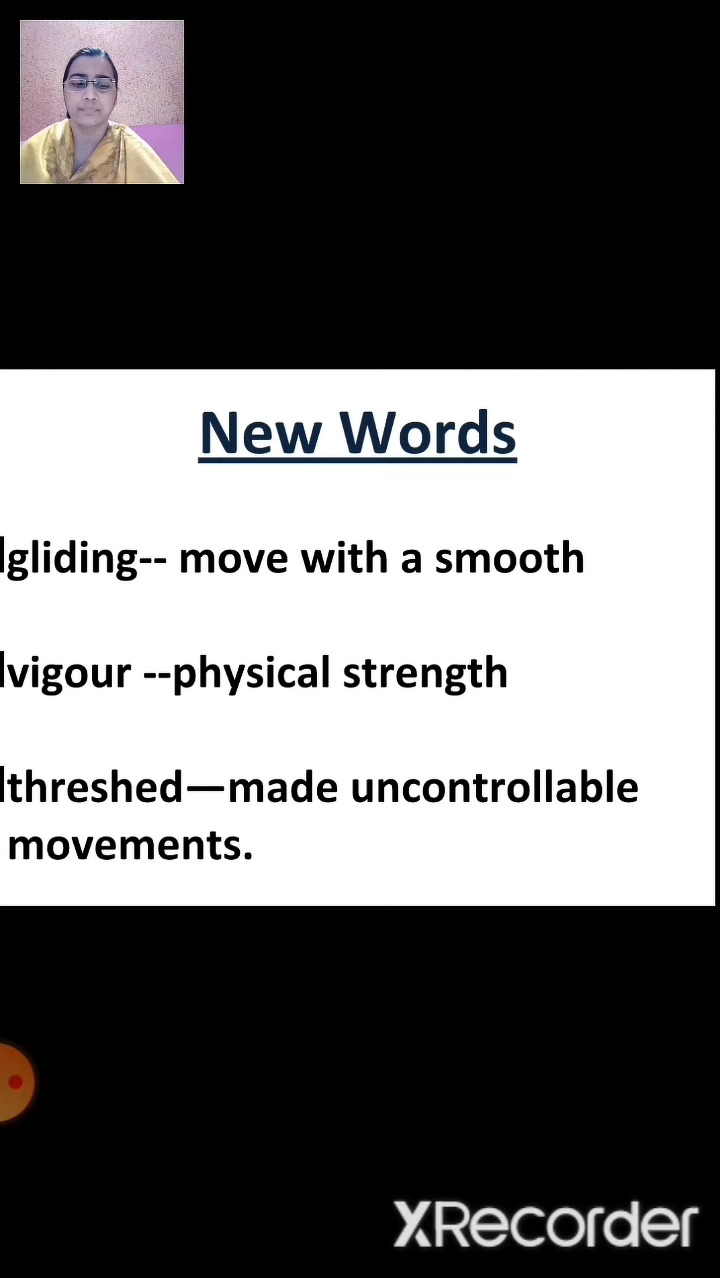 New Words
gliding-- move with a smooth
vigour --physical strength
threshed—made uncontrollable
movements.
XRecorder